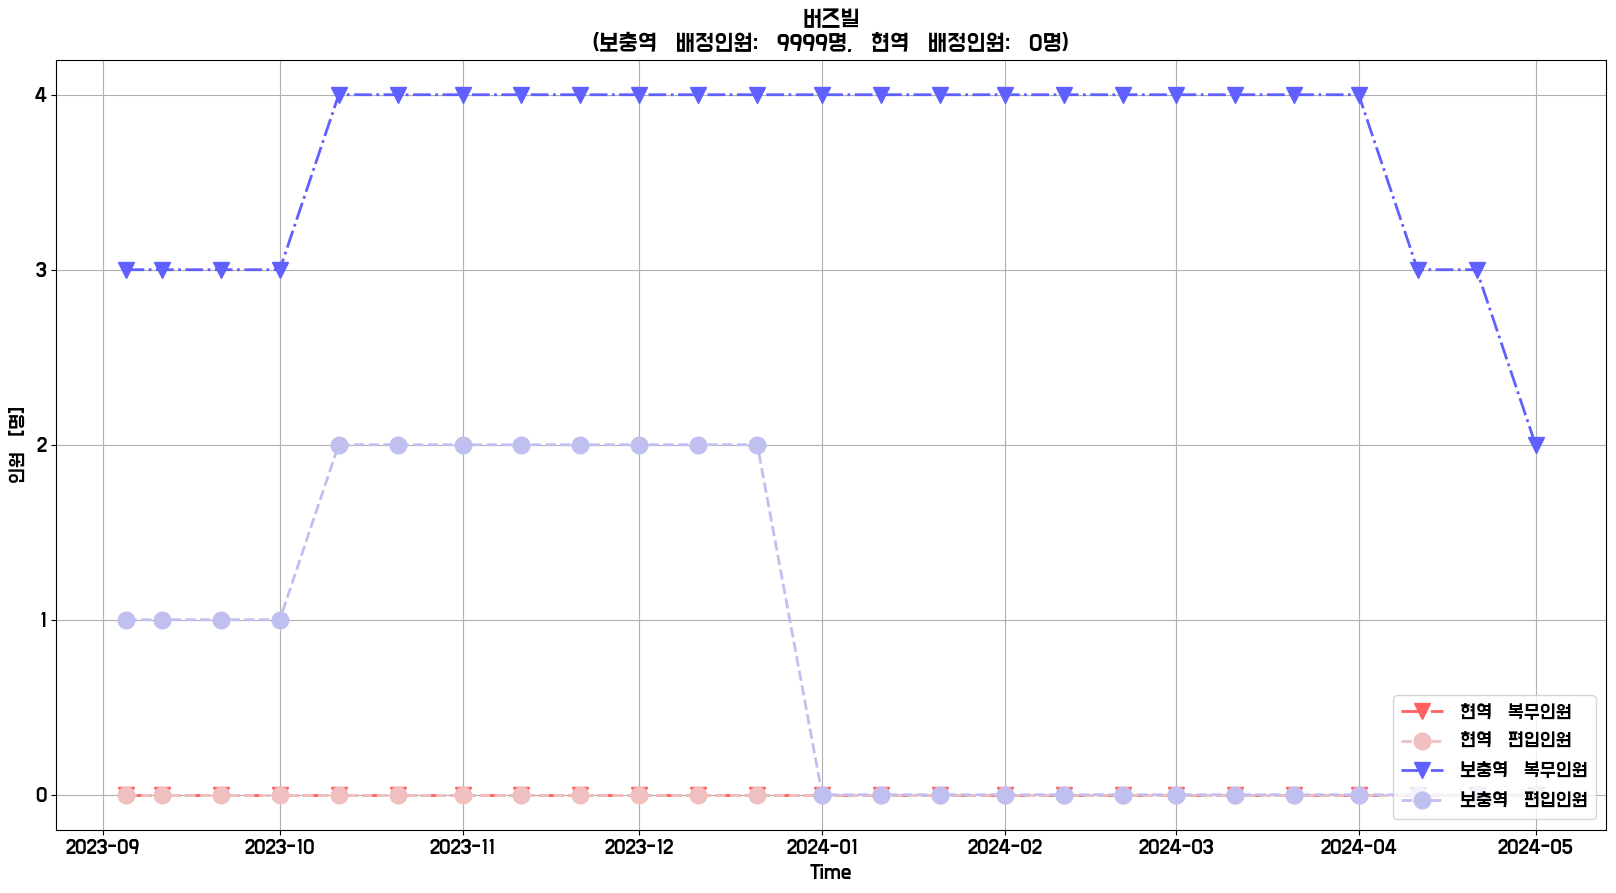 버즈빌
(보충역 배정인원: 9999명, 현역 배정인원: 0명)
인원 [명]
4
3
2
1
0
2023-09 2023-10 2023-11 2023-12 2024-01 2024-02 2024-03 2024-04 2024-05
Time
현역 복무인원
현역 편입인원
보충역 복무인원
보충역 편입인원